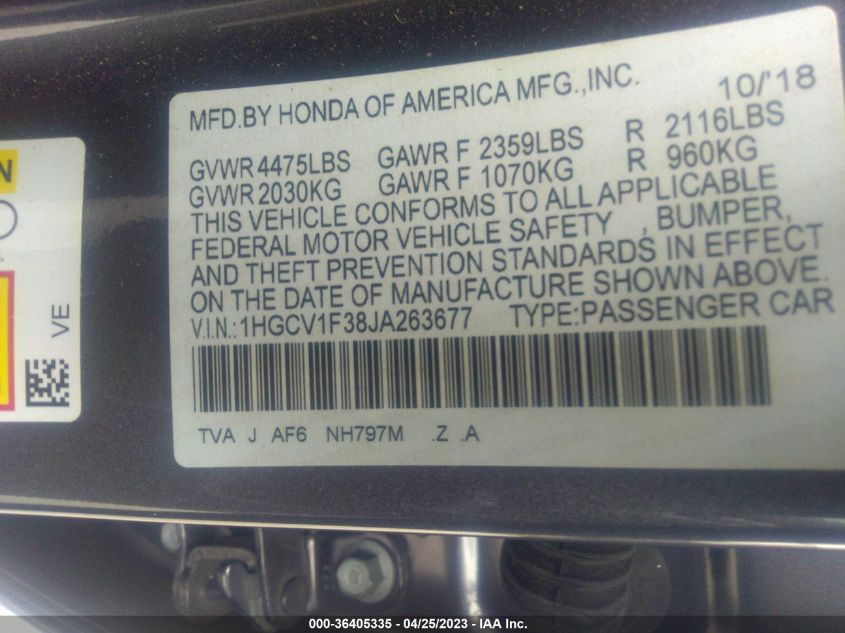 N
VE
MFD.BY HONDA OF AMERICA MFG.,INC. 10/'18
GVWR 4475LBS GAWR F 2359LBS R 2116LBS
GVWR 2030KG GAWR F 1070KG R 960KG
THIS VEHICLE CONFORMS TO ALL APPLICABLE
FEDERAL MOTOR VEHICLE SAFETY , BUMPER,
AND THEFT PREVENTION STANDARDS IN EFFECT
ON THE DATE OF MANUFACTURE SHOWN ABOVE.
V.I.N.:1HGCV1F38JA263677 TYPE:PASSENGER CAR
TVA J AF6 NH797M .Z .A
000-36405335 - 04/25/2023 - IAA Inc.